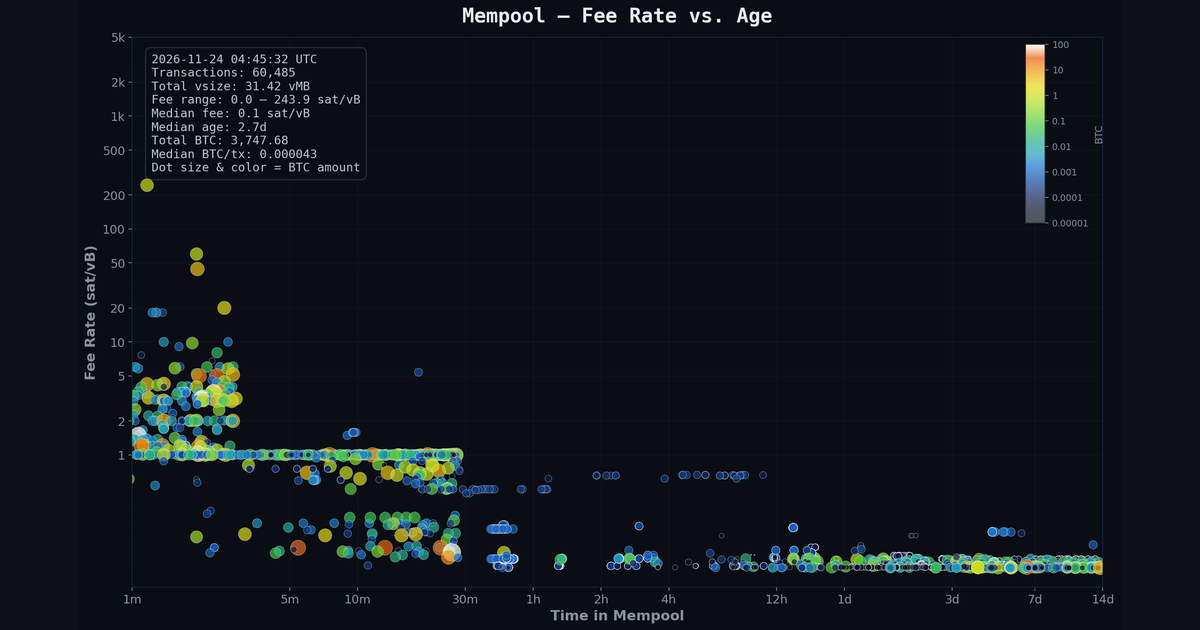 Mempool — Fee Rate vs. Age
2026-11-24 04:45:32 UTC
Transactions: 60,485
Total vsize: 31.42 vMB
Fee range: 0.0 – 243.9 sat/vB
Median fee: 0.1 sat/vB
Median age: 2.7d
Total BTC: 3,747.68
Median BTC/tx: 0.000043
Dot size & color = BTC amount
5k
2k
1k
500
200
100
50
20
10
5
2
1
Fee Rate (sat/vB)
100
10
1
0.1
0.01
0.001
0.0001
0.00001
BTC
1m
5m
10m
30m
1h
2h
4h
12h
1d
3d
7d
14d
Time in Mempool